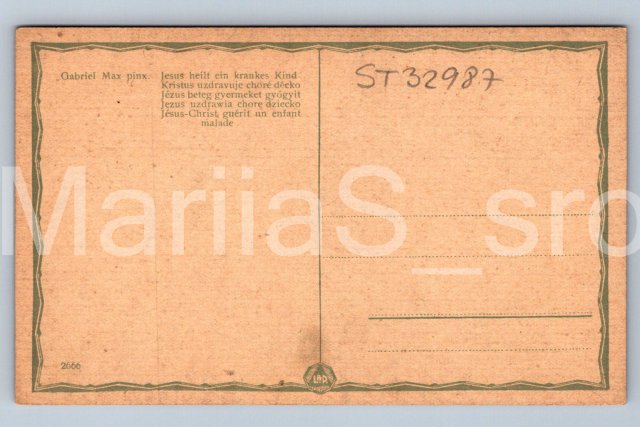 Gabriel Max pinx.
Jesus heilt ein krankes Kind
Kristus uzdravuje choré děcko
Jézus beteg gyermeket gyógyit
Jezus uzdrawia chore dziecko
Jésus-Christ, guérit un enfant
malade
ST32987
MariiaS_sro
2666